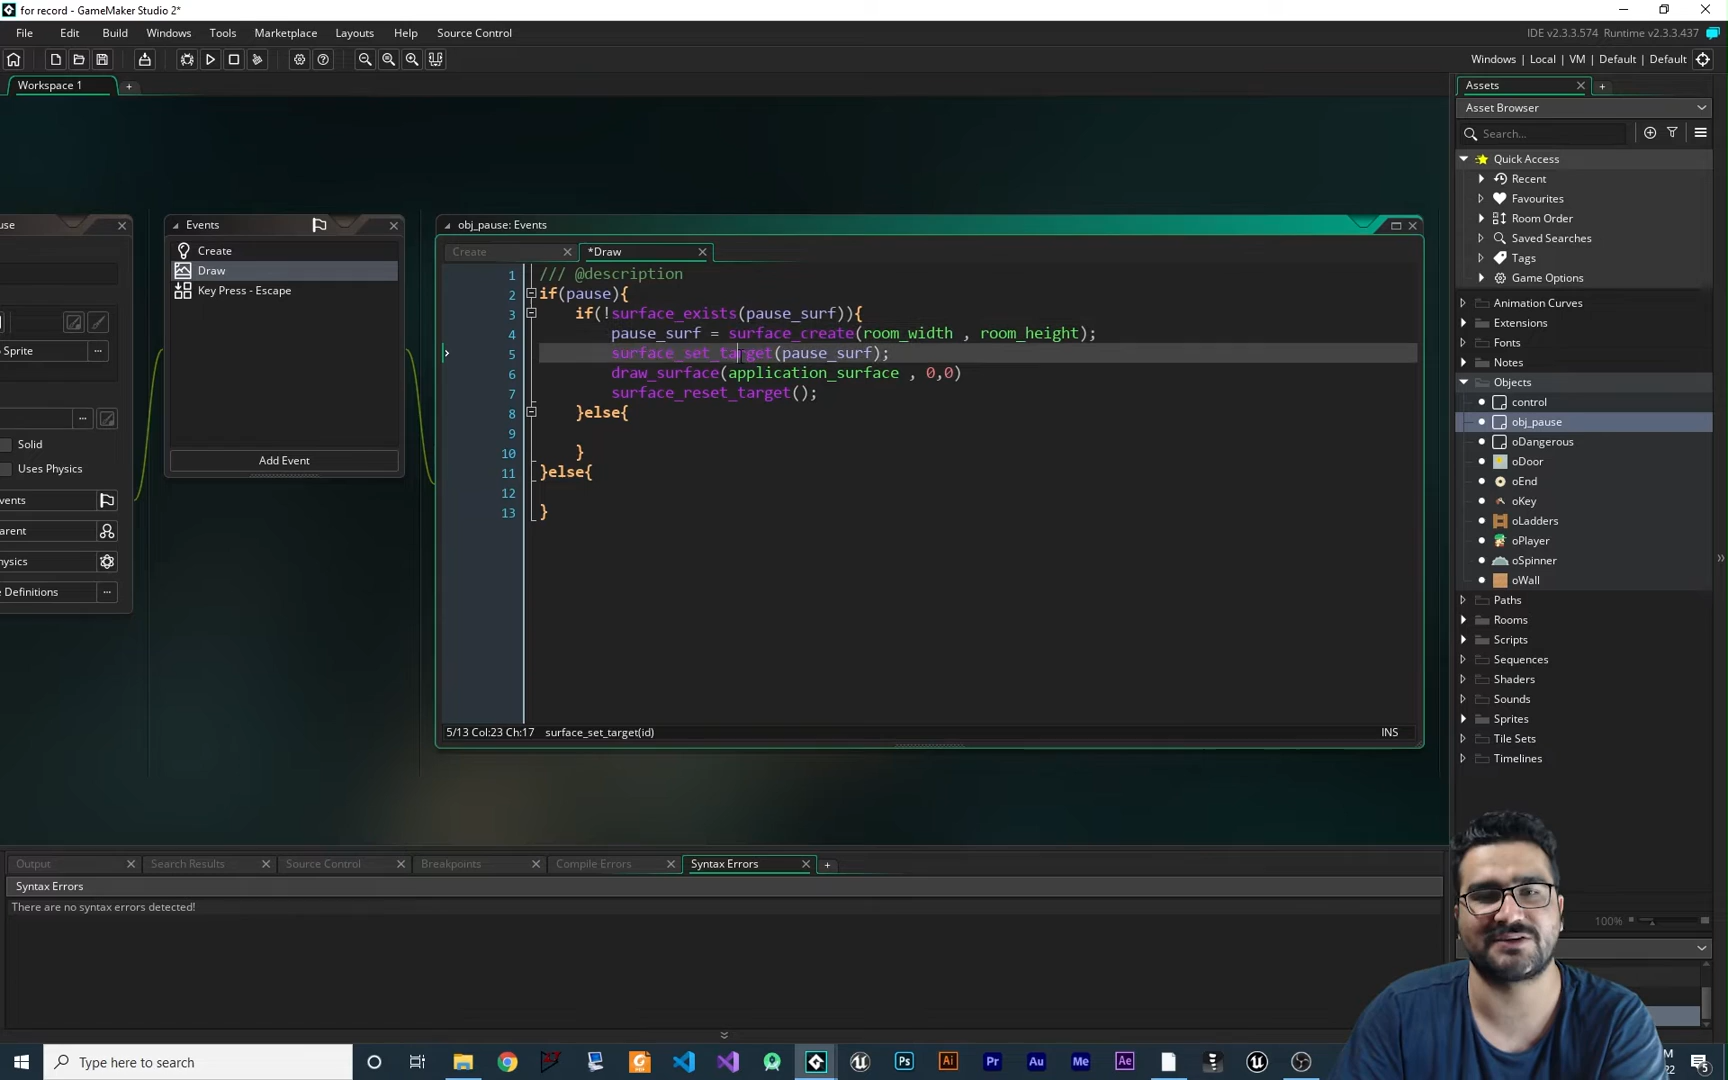 for record - GameMaker Studio 2*
File Edit Build Windows Tools Marketplace Layouts Help Source Control
IDE v2.3.3.574 Runtime v2.3.3.437
Windows | Local | VM | Default | Default
Workspace 1
Assets
Asset Browser
Search...
Quick Access
Recent
Favourites
Room Order
Saved Searches
Tags
Game Options
Animation Curves
Extensions
Fonts
Notes
Objects
control
obj_pause
oDangerous
oDoor
oEnd
oKey
oLadders
oPlayer
oSpinner
oWall
Paths
Rooms
Scripts
Sequences
Shaders
Sounds
Sprites
Tile Sets
Timelines
100%
Sprite
Solid
Uses Physics
Definitions
Events
Create
Draw
Key Press - Escape
Add Event
obj_pause: Events
Create *Draw
1 /// @description
2 if(pause){
3 if(!surface_exists(pause_surf)){
4 pause_surf = surface_create(room_width , room_height);
5 surface_set_target(pause_surf);
6 draw_surface(application_surface , 0,0)
7 surface_reset_target();
8 }else{
9
10 }
11 }else{
12
13 }
5/13 Col:23 Ch:17 surface_set_target(id) INS
Output Search Results Source Control Breakpoints Compile Errors Syntax Errors
Syntax Errors
There are no syntax errors detected!
Type here to search